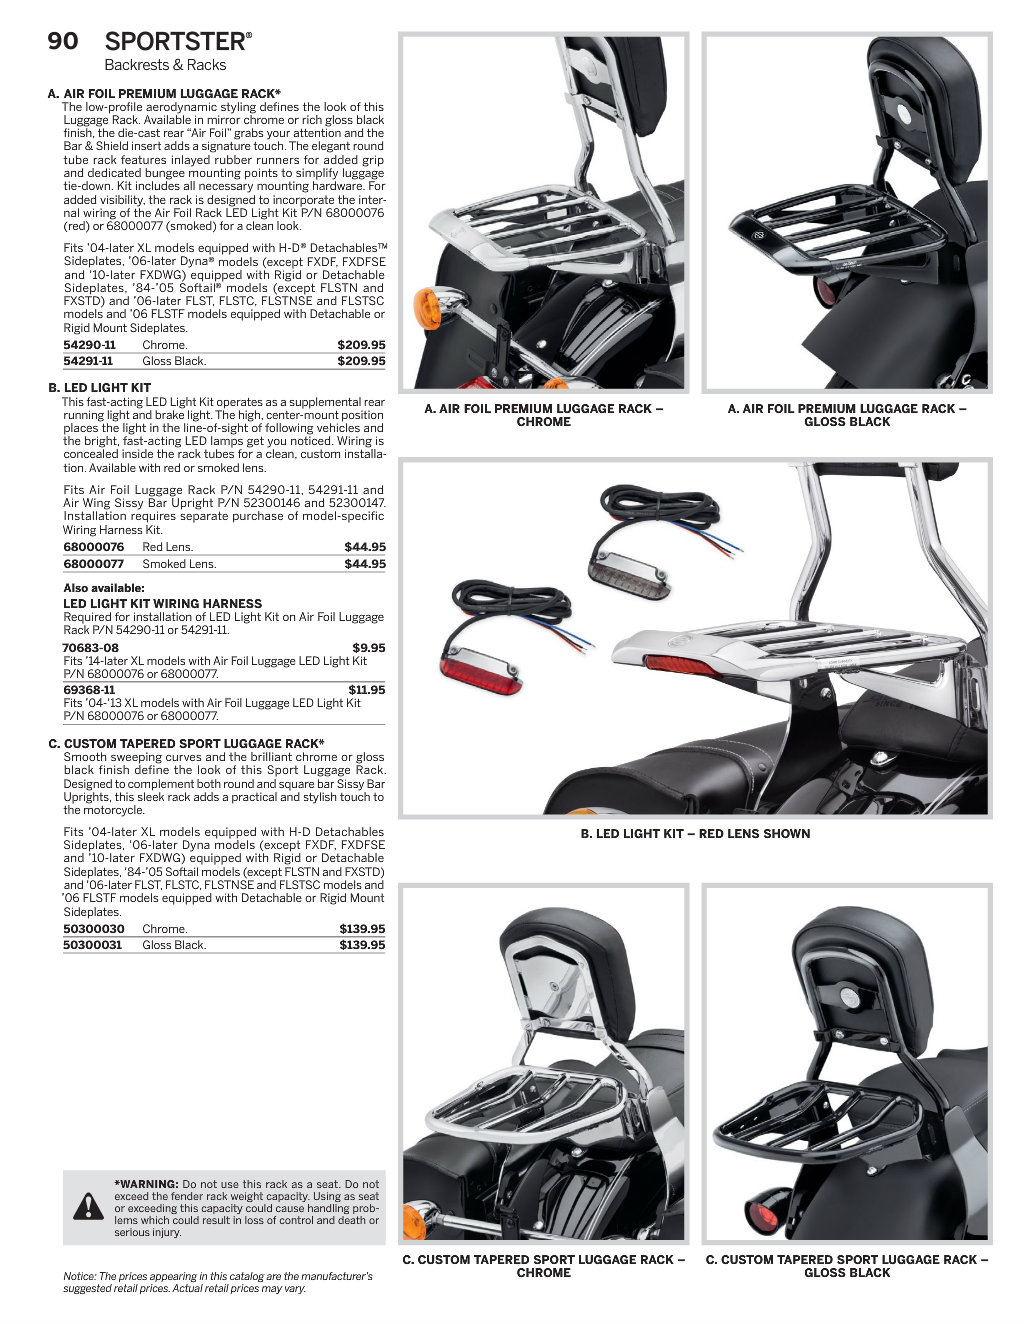 90 SPORTSTER®
Backrests & Racks
A. AIR FOIL PREMIUM LUGGAGE RACK*
The low-profile aerodynamic styling defines the look of this
Luggage Rack. Available in mirror chrome or rich gloss black
finish, the die-cast rear “Air Foil” grabs your attention and the
Bar & Shield insert adds a signature touch. The elegant round
tube rack features inlayed rubber runners for added grip
and dedicated bungee mounting points to simplify luggage
tie-down. Kit includes all necessary mounting hardware. For
added visibility, the rack is designed to incorporate the inter-
nal wiring of the Air Foil Rack LED Light Kit P/N 68000076
(red) or 68000077 (smoked) for a clean look.
Fits ’04-later XL models equipped with H-D® Detachables™
Sideplates, ’06-later Dyna® models (except FXDF, FXDFSE
and ’10-later FXDWG) equipped with Rigid or Detachable
Sideplates, ’84-’05 Softail® models (except FLSTN and
FXSTD) and ’06-later FLST, FLSTC, FLSTNSE and FLSTSC
models and ’06 FLSTF models equipped with Detachable or
Rigid Mount Sideplates.
54290-11 Chrome. $209.95
54291-11 Gloss Black. $209.95
B. LED LIGHT KIT
This fast-acting LED Light Kit operates as a supplemental rear
running light and brake light. The high, center-mount position
places the light in the line-of-sight of following vehicles and
the bright, fast-acting LED lamps get you noticed. Wiring is
concealed inside the rack tubes for a clean, custom installa-
tion. Available with red or smoked lens.
Fits Air Foil Luggage Rack P/N 54290-11, 54291-11 and
Air Wing Sissy Bar Upright P/N 52300146 and 52300147.
Installation requires separate purchase of model-specific
Wiring Harness Kit.
68000076 Red Lens. $44.95
68000077 Smoked Lens. $44.95
Also available:
LED LIGHT KIT WIRING HARNESS
Required for installation of LED Light Kit on Air Foil Luggage
Rack P/N 54290-11 or 54291-11.
70683-08 $9.95
Fits ’14-later XL models with Air Foil Luggage LED Light Kit
P/N 68000076 or 68000077.
69368-11 $11.95
Fits ’04-’13 XL models with Air Foil Luggage LED Light Kit
P/N 68000076 or 68000077.
C. CUSTOM TAPERED SPORT LUGGAGE RACK*
Smooth sweeping curves and the brilliant chrome or gloss
black finish define the look of this Sport Luggage Rack.
Designed to complement both round and square bar Sissy Bar
Uprights, this sleek rack adds a practical and stylish touch to
the motorcycle.
Fits ’04-later XL models equipped with H-D Detachables
Sideplates, ’06-later Dyna models (except FXDF, FXDFSE
and ’10-later FXDWG) equipped with Rigid or Detachable
Sideplates, ’84-’05 Softail models (except FLSTN and FXSTD)
and ’06-later FLST, FLSTC, FLSTNSE and FLSTSC models and
’06 FLSTF models equipped with Detachable or Rigid Mount
Sideplates.
50300030 Chrome. $139.95
50300031 Gloss Black. $139.95
*WARNING: Do not use this rack as a seat. Do not
exceed the fender rack weight capacity. Using as seat
or exceeding this capacity could cause handling prob-
lems which could result in loss of control and death or
serious injury.
Notice: The prices appearing in this catalog are the manufacturer’s
suggested retail prices. Actual retail prices may vary.
A. AIR FOIL PREMIUM LUGGAGE RACK –
CHROME
A. AIR FOIL PREMIUM LUGGAGE RACK –
GLOSS BLACK
B. LED LIGHT KIT – RED LENS SHOWN
C. CUSTOM TAPERED SPORT LUGGAGE RACK –
CHROME
C. CUSTOM TAPERED SPORT LUGGAGE RACK –
GLOSS BLACK